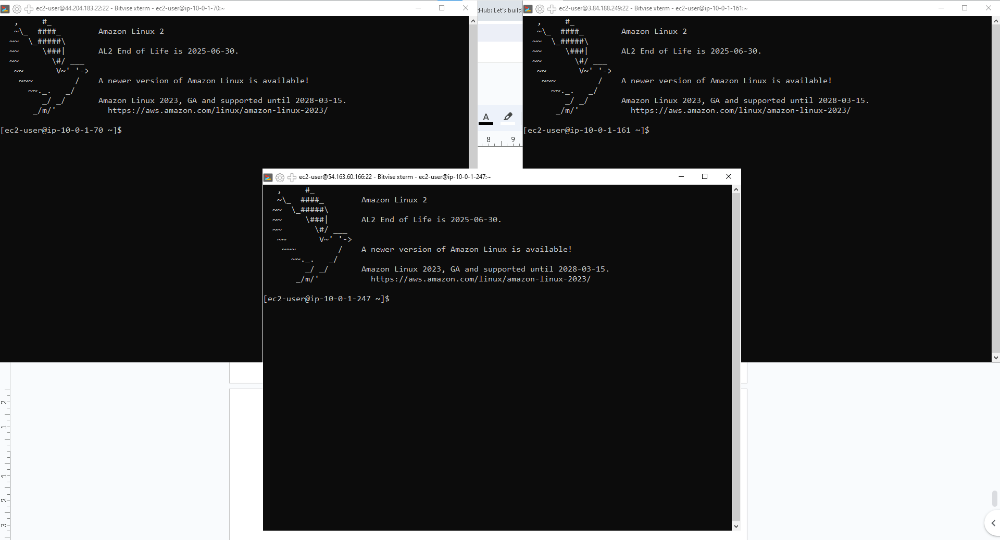 ec2-user@44.204.183.22:22 - Bitvise xterm - ec2-user@ip-10-0-1-70:~
   ,     #_
   ~\_  ####_        Amazon Linux 2
  ~~  \_#####\
  ~~     \###|       AL2 End of Life is 2025-06-30.
  ~~       \#/ ___
   ~~       V~' '->
    ~~~         /    A newer version of Amazon Linux is available!
      ~~._.   _/
         _/ _/       Amazon Linux 2023, GA and supported until 2028-03-15.
       _/m/'           https://aws.amazon.com/linux/amazon-linux-2023/
[ec2-user@ip-10-0-1-70 ~]$
tHub: Let's build
A
8 9
ec2-user@3.84.188.249:22 - Bitvise xterm - ec2-user@ip-10-0-1-161:~
   ,     #_
   ~\_  ####_        Amazon Linux 2
  ~~  \_#####\
  ~~     \###|       AL2 End of Life is 2025-06-30.
  ~~       \#/ ___
   ~~       V~' '->
    ~~~         /    A newer version of Amazon Linux is available!
      ~~._.   _/
         _/ _/       Amazon Linux 2023, GA and supported until 2028-03-15.
       _/m/'           https://aws.amazon.com/linux/amazon-linux-2023/
[ec2-user@ip-10-0-1-161 ~]$
ec2-user@54.163.60.166:22 - Bitvise xterm - ec2-user@ip-10-0-1-247:~
   ,     #_
   ~\_  ####_        Amazon Linux 2
  ~~  \_#####\
  ~~     \###|       AL2 End of Life is 2025-06-30.
  ~~       \#/ ___
   ~~       V~' '->
    ~~~         /    A newer version of Amazon Linux is available!
      ~~._.   _/
         _/ _/       Amazon Linux 2023, GA and supported until 2028-03-15.
       _/m/'           https://aws.amazon.com/linux/amazon-linux-2023/
[ec2-user@ip-10-0-1-247 ~]$
2
1
1
2
3